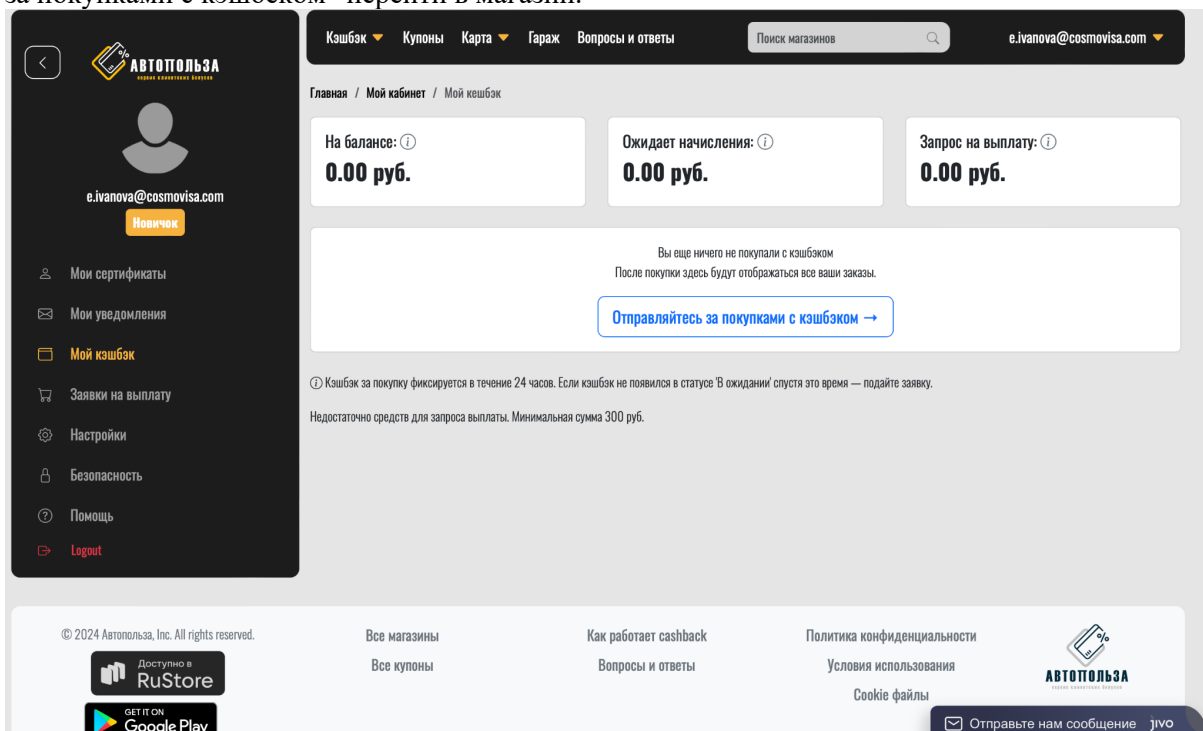 за покупками с кэшбэком" перейти в магазин.
Кэшбэк Купоны Карта Гараж Вопросы и ответы Поиск магазинов e.ivanova@cosmovisa.com
АВТОПОЛЬЗА
Главная / Мой кабинет / Мой кешбэк
На балансе: Ожидает начисления: Запрос на выплату:
0.00 руб. 0.00 руб. 0.00 руб.
e.ivanova@cosmovisa.com
Новичок
Вы еще ничего не покупали с кэшбэком
После покупки здесь будут отображаться все ваши заказы.
Отправляйтесь за покупками с кэшбэком →
Мои сертификаты
Мои уведомления
Мой кэшбэк
Заявки на выплату
Настройки
Безопасность
Помощь
Logout
Кэшбэк за покупку фиксируется в течение 24 часов. Если кэшбэк не появился в статусе 'В ожидании' спустя это время — подайте заявку.
Недостаточно средств для запроса выплаты. Минимальная сумма 300 руб.
© 2024 Автопольза, Inc. All rights reserved.
Доступно в
RuStore
GET IT ON
Google Play
Все магазины
Все купоны
Как работает cashback
Вопросы и ответы
Политика конфиденциальности
Условия использования
Cookie файлы
АВТОПОЛЬЗА
Отправьте нам сообщение jivo